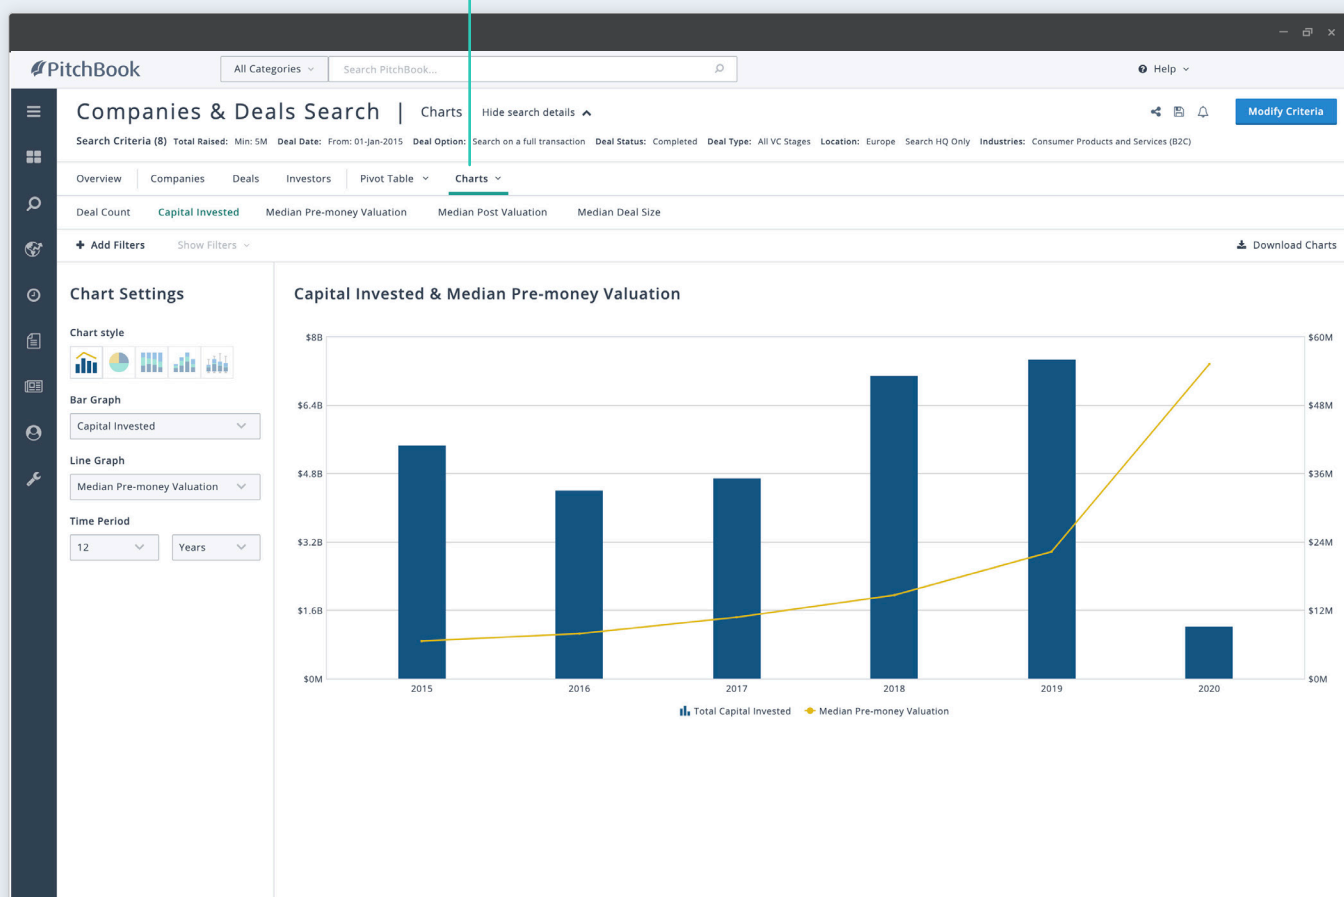 PitchBook All Categories Search PitchBook... Help
Companies & Deals Search | Charts Hide search details Modify Criteria
Search Criteria (8) Total Raised: Min: 5M Deal Date: From: 01-Jan-2015 Deal Option: Search on a full transaction Deal Status: Completed Deal Type: All VC Stages Location: Europe Search HQ Only Industries: Consumer Products and Services (B2C)
Overview Companies Deals Investors Pivot Table Charts
Deal Count Capital Invested Median Pre-money Valuation Median Post Valuation Median Deal Size
Add Filters Show Filters Download Charts
Chart Settings
Chart style
Bar Graph
Capital Invested
Line Graph
Median Pre-money Valuation
Time Period
12 Years
Capital Invested & Median Pre-money Valuation
$8B $60M
$6.4B $48M
$4.8B $36M
$3.2B $24M
$1.6B $12M
$0M $0M
2015 2016 2017 2018 2019 2020
Total Capital Invested Median Pre-money Valuation